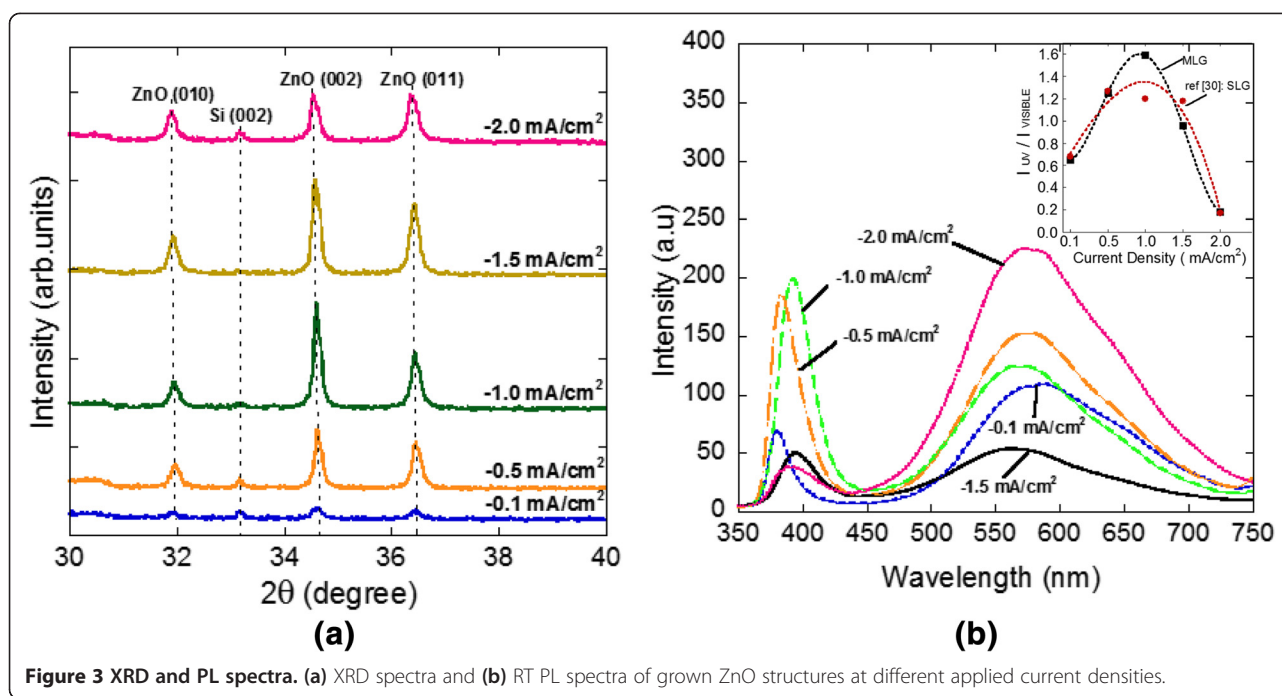 ZnO (010)
Si (002)
ZnO (002)
ZnO (011)
-2.0 mA/cm²
-1.5 mA/cm²
-1.0 mA/cm²
-0.5 mA/cm²
-0.1 mA/cm²
Intensity (arb.units)
30 32 34 36 38 40
2θ (degree)
(a)
400
350
300
250
200
150
100
50
0
Intensity (a.u)
350 400 450 500 550 600 650 700 750
Wavelength (nm)
-2.0 mA/cm²
-1.0 mA/cm²
-0.5 mA/cm²
-0.1 mA/cm²
-1.5 mA/cm²
1.6
1.4
1.2
1.0
0.8
0.6
0.4
0.2
0.0
I UV / I VISIBLE
MLG
ref [30]: SLG
0.1 0.5 1.0 1.5 2.0
Current Density ( mA/cm²)
(b)
Figure 3 XRD and PL spectra. (a) XRD spectra and (b) RT PL spectra of grown ZnO structures at different applied current densities.